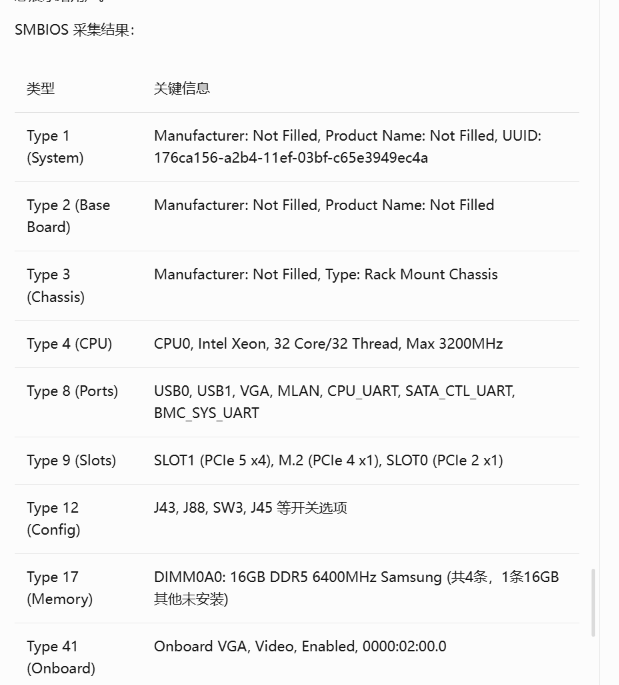 SMBIOS 采集结果：
类型
关键信息
Type 1
(System)
Manufacturer: Not Filled, Product Name: Not Filled, UUID:
176ca156-a2b4-11ef-03bf-c65e3949ec4a
Type 2 (Base
Board)
Manufacturer: Not Filled, Product Name: Not Filled
Type 3
(Chassis)
Manufacturer: Not Filled, Type: Rack Mount Chassis
Type 4 (CPU)
CPU0, Intel Xeon, 32 Core/32 Thread, Max 3200MHz
Type 8 (Ports)
USB0, USB1, VGA, MLAN, CPU_UART, SATA_CTL_UART,
BMC_SYS_UART
Type 9 (Slots)
SLOT1 (PCIe 5 x4), M.2 (PCIe 4 x1), SLOT0 (PCIe 2 x1)
Type 12
(Config)
J43, J88, SW3, J45 等开关选项
Type 17
(Memory)
DIMM0A0: 16GB DDR5 6400MHz Samsung (共4条，1条16GB
其他未安装)
Type 41
(Onboard)
Onboard VGA, Video, Enabled, 0000:02:00.0